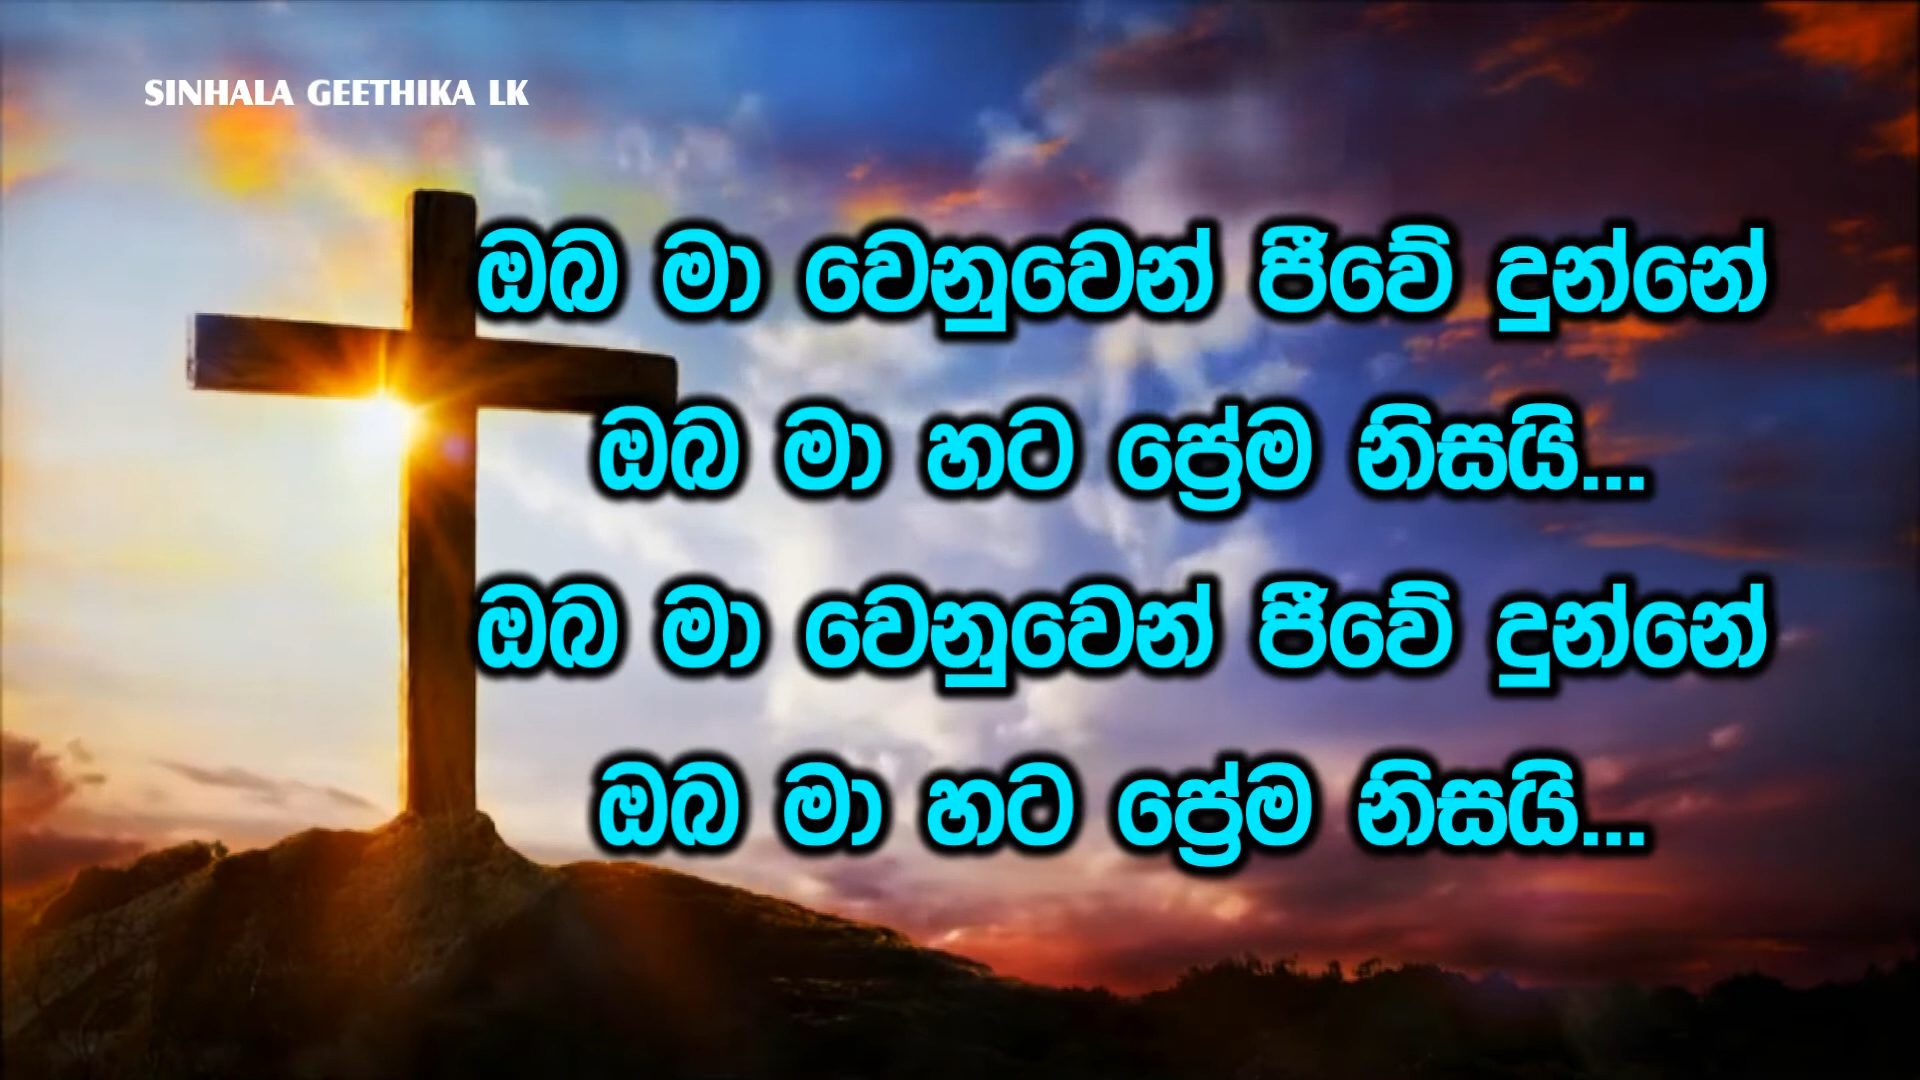 SINHALA GEETHIKA LK
ඔබ මා වෙනුවෙන් ජීවේ දුන්නේ
ඔබ මා හට ප්‍රේම නිසයි...
ඔබ මා වෙනුවෙන් ජීවේ දුන්නේ
ඔබ මා හට ප්‍රේම නිසයි...